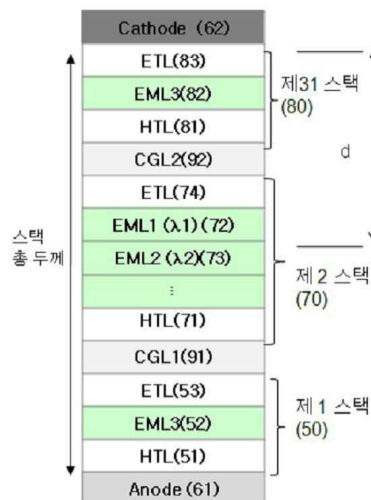 Cathode (62)
ETL(83)
EML3(82)
HTL(81)
CGL2(92)
ETL(74)
EML1 (λ1) (72)
EML2 (λ2)(73)
⋮
HTL(71)
CGL1(91)
ETL(53)
EML3(52)
HTL(51)
Anode (61)
스택
총 두께
제31 스택
(80)
d
제 2 스택
(70)
제 1 스택
(50)